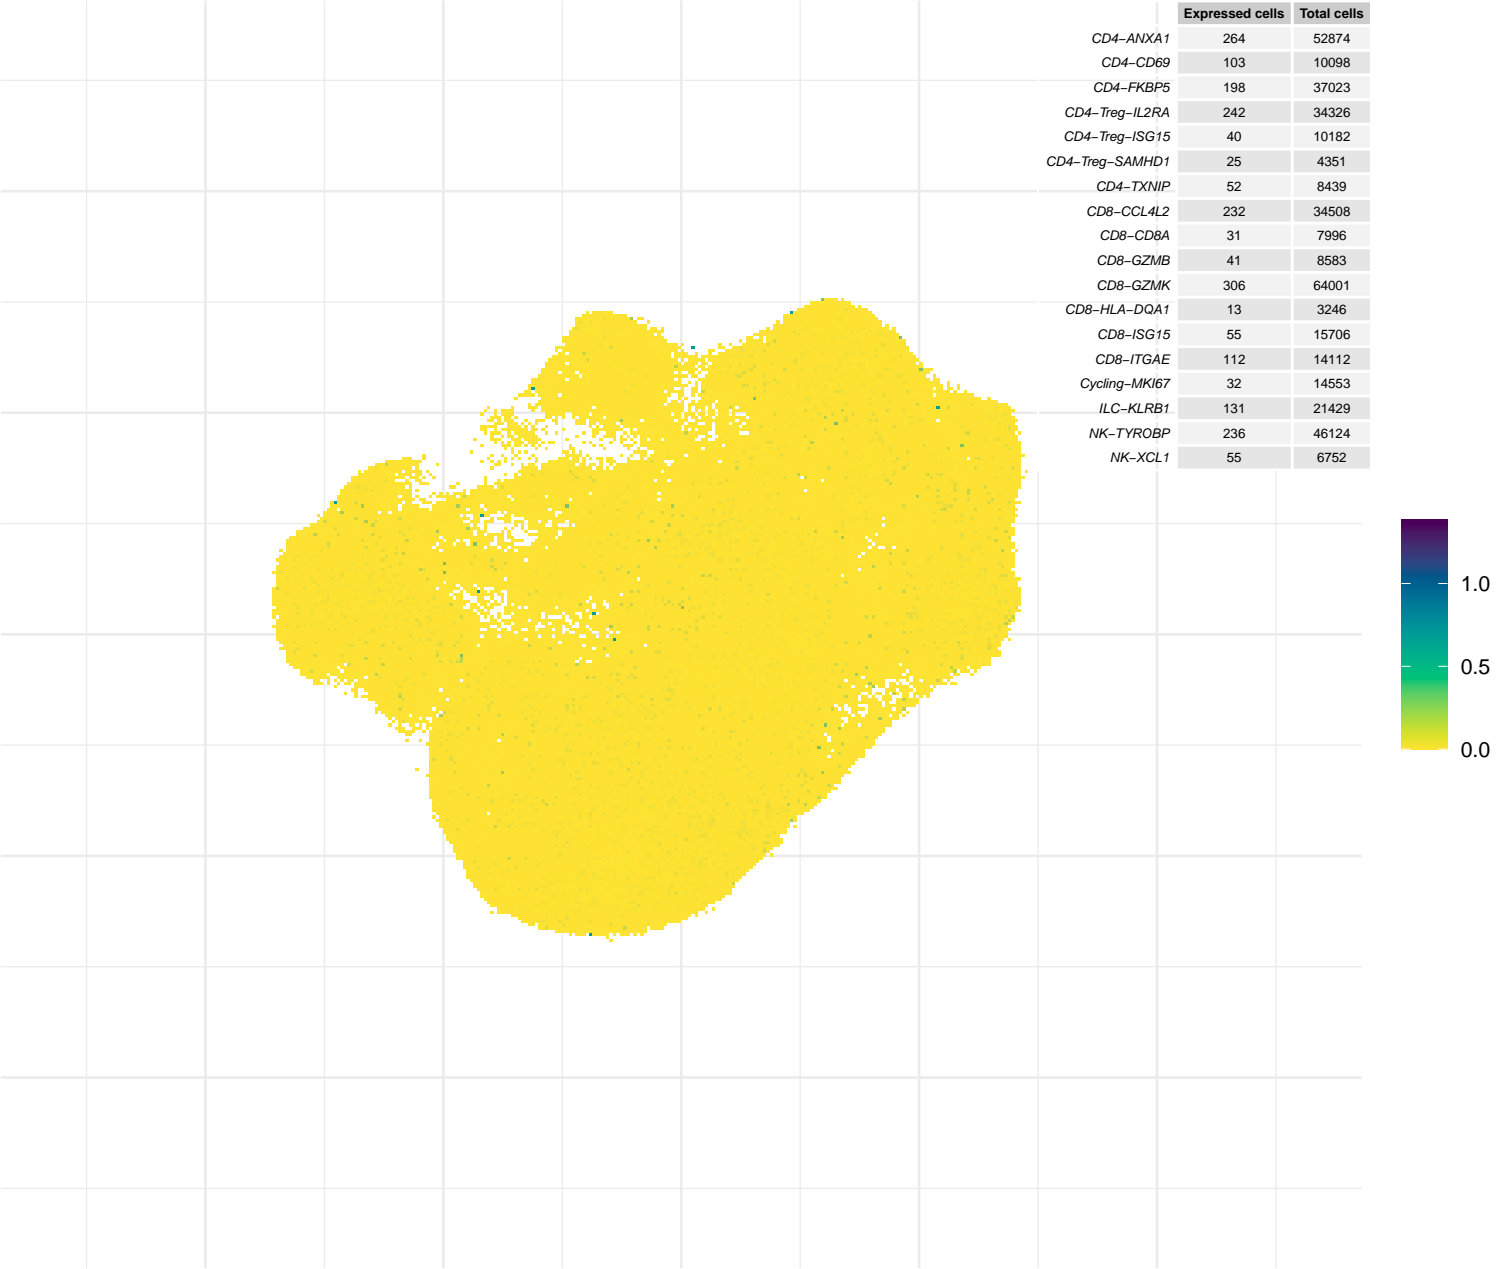 Expressed cells Total cells
CD4−ANXA1 264 52874
CD4−CD69 103 10098
CD4−FKBP5 198 37023
CD4−Treg−IL2RA 242 34326
CD4−Treg−ISG15 40 10182
CD4−Treg−SAMHD1 25 4351
CD4−TXNIP 52 8439
CD8−CCL4L2 232 34508
CD8−CD8A 31 7996
CD8−GZMB 41 8583
CD8−GZMK 306 64001
CD8−HLA−DQA1 13 3246
CD8−ISG15 55 15706
CD8−ITGAE 112 14112
Cycling−MKI67 32 14553
ILC−KLRB1 131 21429
NK−TYROBP 236 46124
NK−XCL1 55 6752
1.0
0.5
0.0